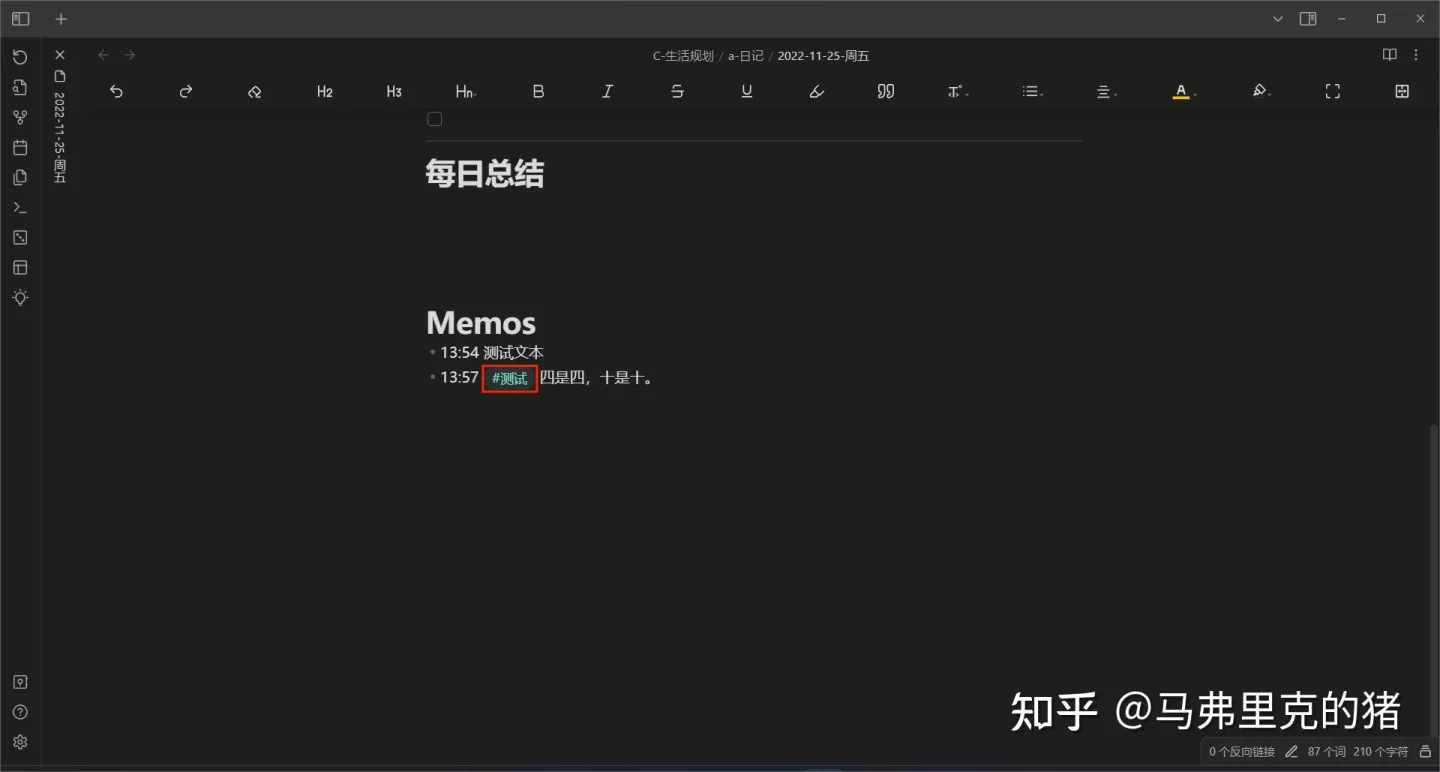 C-生活规划 / a-日记 / 2022-11-25-周五
2022-11-25-周五
H2 H3 Hn B I S U A
每日总结
Memos
13:54 测试文本
13:57 #测试 四是四，十是十。
知乎 @马弗里克的猪
0 个反向链接 87 个词 210 个字符